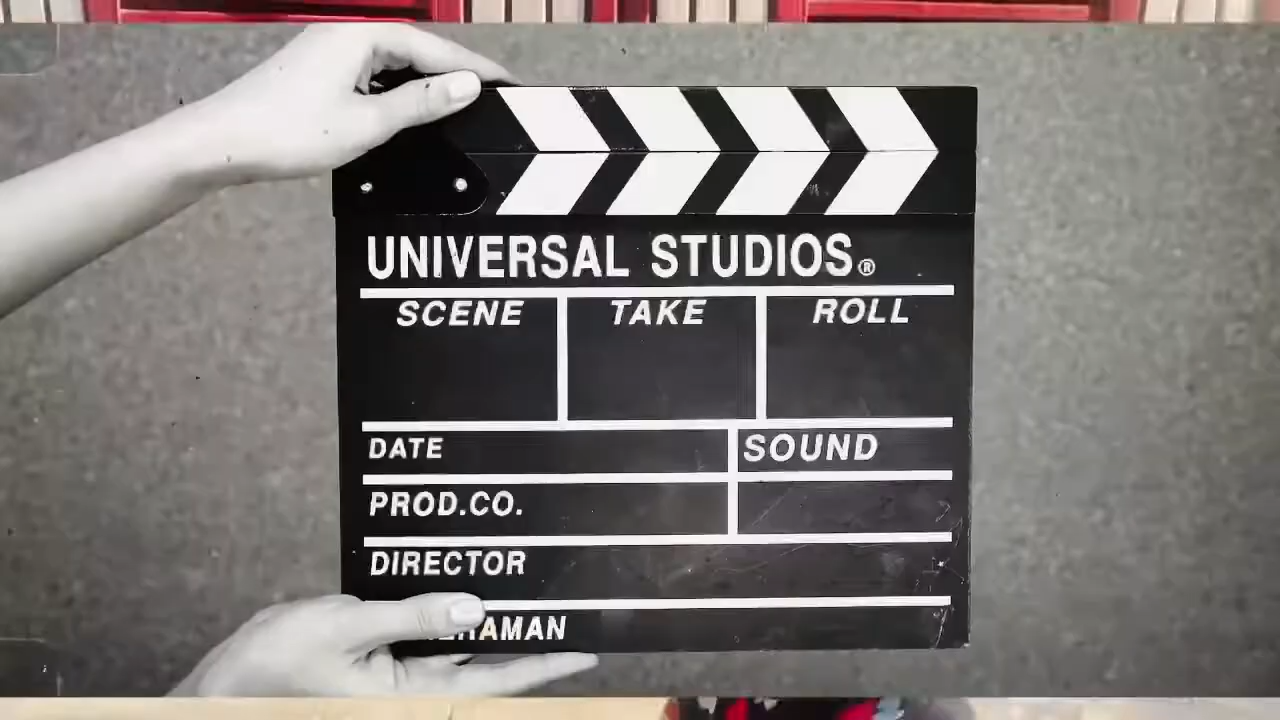 UNIVERSAL STUDIOS®
SCENE TAKE ROLL
DATE SOUND
PROD.CO.
DIRECTOR